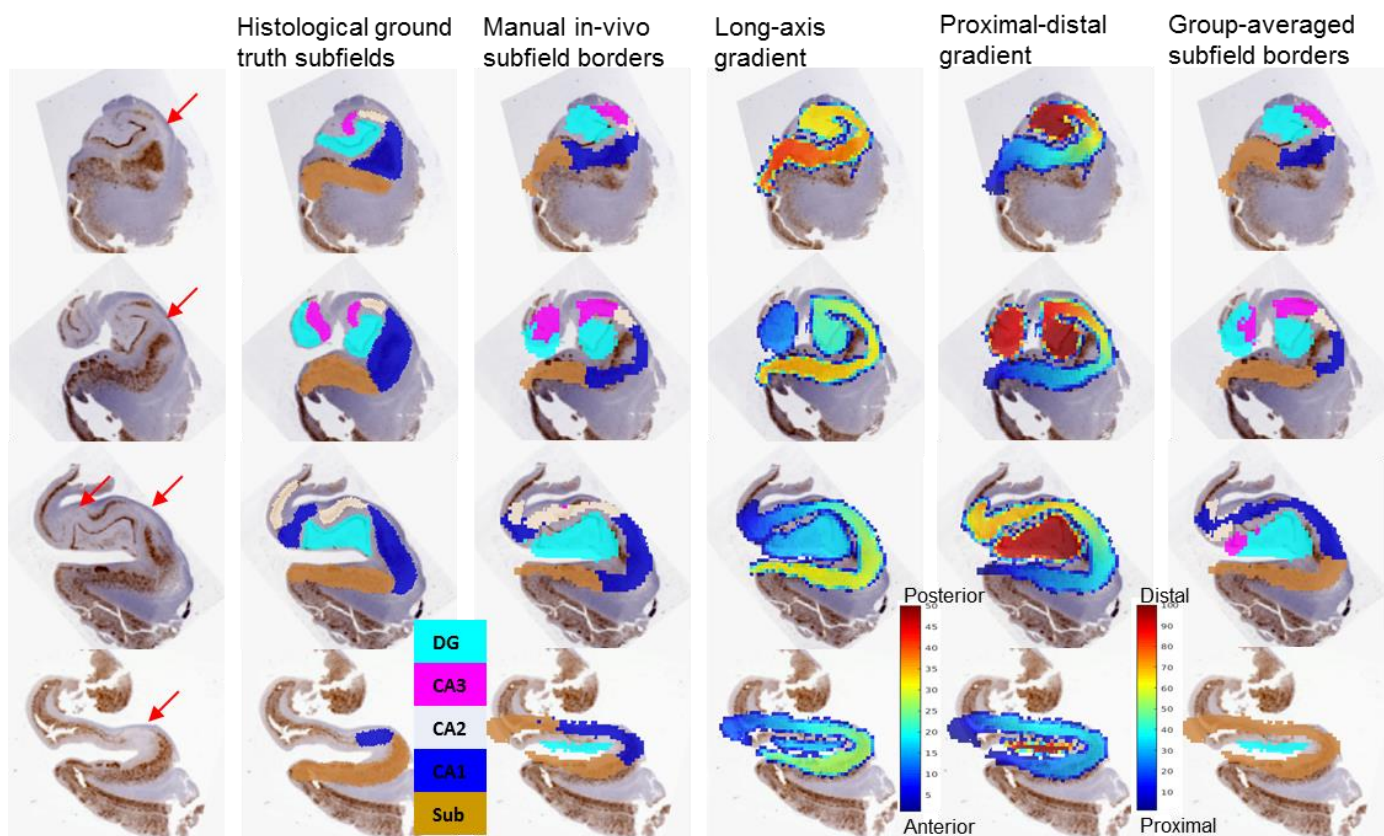 Histological ground
truth subfields
Manual in-vivo
subfield borders
Long-axis
gradient
Proximal-distal
gradient
Group-averaged
subfield borders
DG
CA3
CA2
CA1
Sub
Posterior
50
45
40
35
30
25
20
15
10
5
Anterior
Distal
100
90
80
70
60
50
40
30
20
10
Proximal